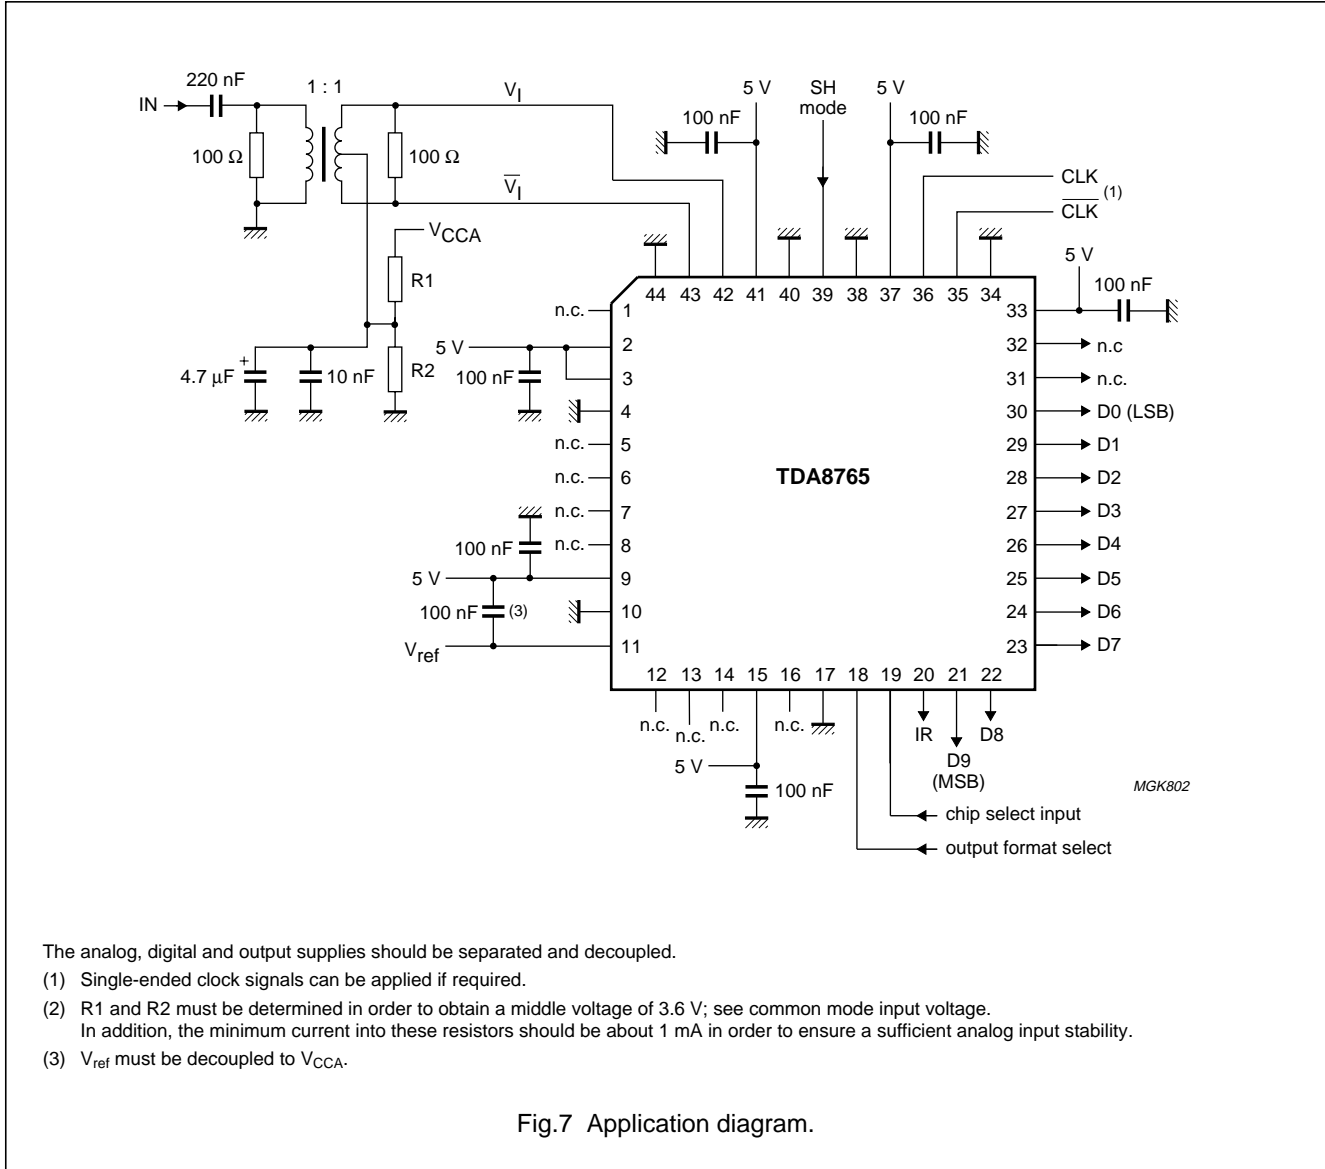 220 nF
1 : 1
IN
100 Ω
100 Ω
V_I
V̅_I
V_CCA
R1
R2
4.7 µF
+
10 nF
5 V
100 nF
SH
mode
5 V
100 nF
CLK
C̅L̅K̅ (1)
5 V
100 nF
44 43 42 41 40 39 38 37 36 35 34
n.c. 1
5 V 2
100 nF 3
4
n.c. 5
n.c. 6
n.c. 7
n.c. 8
100 nF
5 V 9
100 nF (3) 10
V_ref 11
TDA8765
33
32 n.c
31 n.c.
30 D0 (LSB)
29 D1
28 D2
27 D3
26 D4
25 D5
24 D6
23 D7
12 13 14 15 16 17 18 19 20 21 22
n.c. n.c. n.c. n.c. IR D8
D9
(MSB)
5 V
100 nF
MGK802
chip select input
output format select
The analog, digital and output supplies should be separated and decoupled.
(1) Single-ended clock signals can be applied if required.
(2) R1 and R2 must be determined in order to obtain a middle voltage of 3.6 V; see common mode input voltage.
In addition, the minimum current into these resistors should be about 1 mA in order to ensure a sufficient analog input stability.
(3) V_ref must be decoupled to V_CCA.
Fig.7 Application diagram.